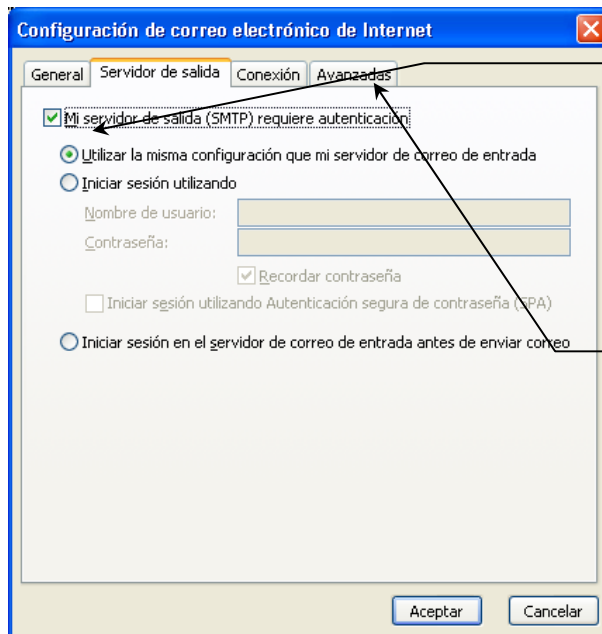 Configuración de correo electrónico de Internet
General Servidor de salida Conexión Avanzadas
Mi servidor de salida (SMTP) requiere autenticación
Utilizar la misma configuración que mi servidor de correo de entrada
Iniciar sesión utilizando
Nombre de usuario:
Contraseña:
Recordar contraseña
Iniciar sesión utilizando Autenticación segura de contraseña (SPA)
Iniciar sesión en el servidor de correo de entrada antes de enviar correo
Aceptar Cancelar